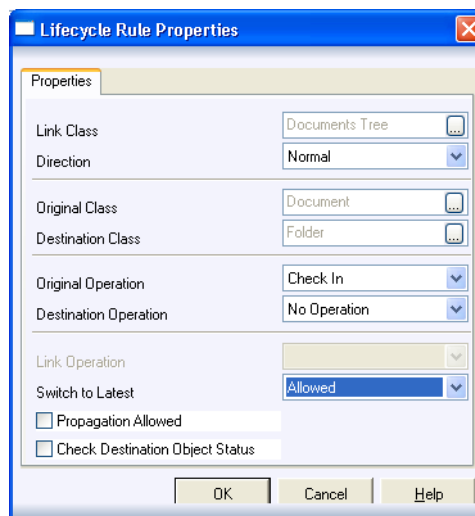 Lifecycle Rule Properties
Properties
Link Class Documents Tree ...
Direction Normal
Original Class Document ...
Destination Class Folder ...
Original Operation Check In
Destination Operation No Operation
Link Operation
Switch to Latest Allowed
Propagation Allowed
Check Destination Object Status
OK Cancel Help